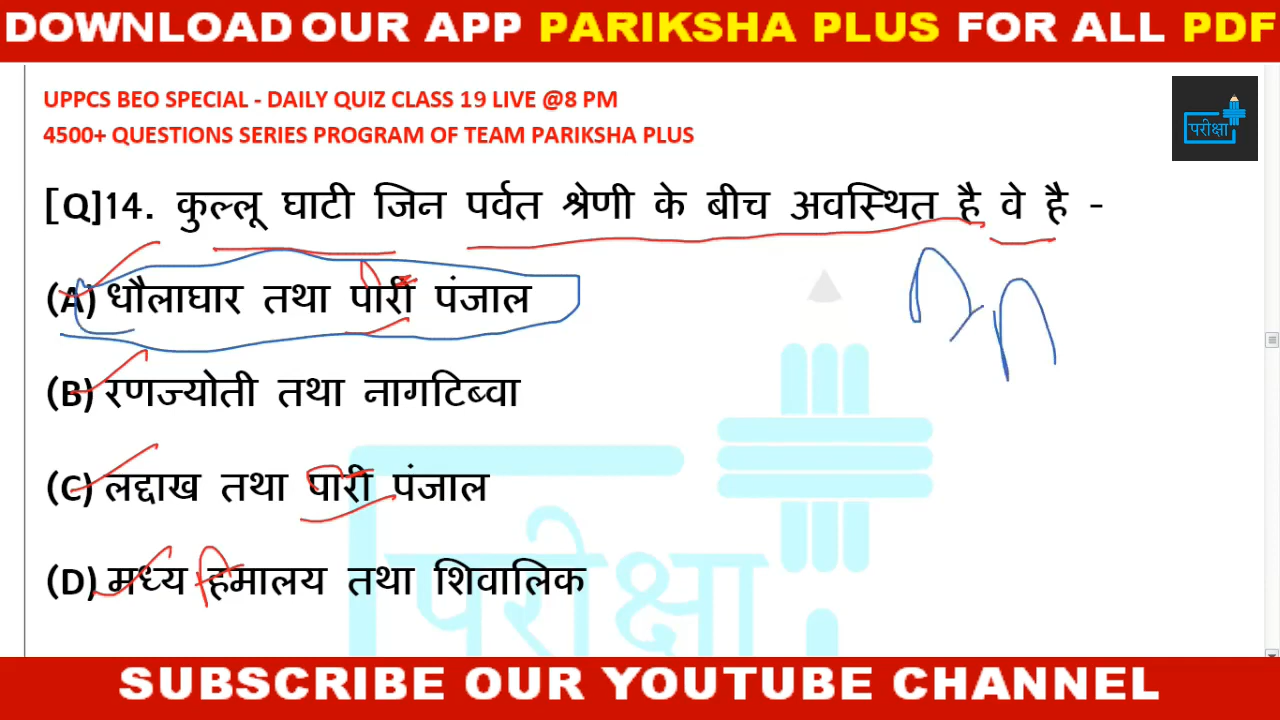 DOWNLOAD OUR APP PARIKSHA PLUS FOR ALL PDF
UPPCS BEO SPECIAL - DAILY QUIZ CLASS 19 LIVE @8 PM
4500+ QUESTIONS SERIES PROGRAM OF TEAM PARIKSHA PLUS
परीक्षा
[Q]14. कुल्लू घाटी जिन पर्वत श्रेणी के बीच अवस्थित है वे है -
(A) धौलाघार तथा पारी पंजाल
(B) रणज्योती तथा नागटिब्वा
(C) लद्दाख तथा पारी पंजाल
(D) मध्य हिमालय तथा शिवालिक
परीक्षा
SUBSCRIBE OUR YOUTUBE CHANNEL